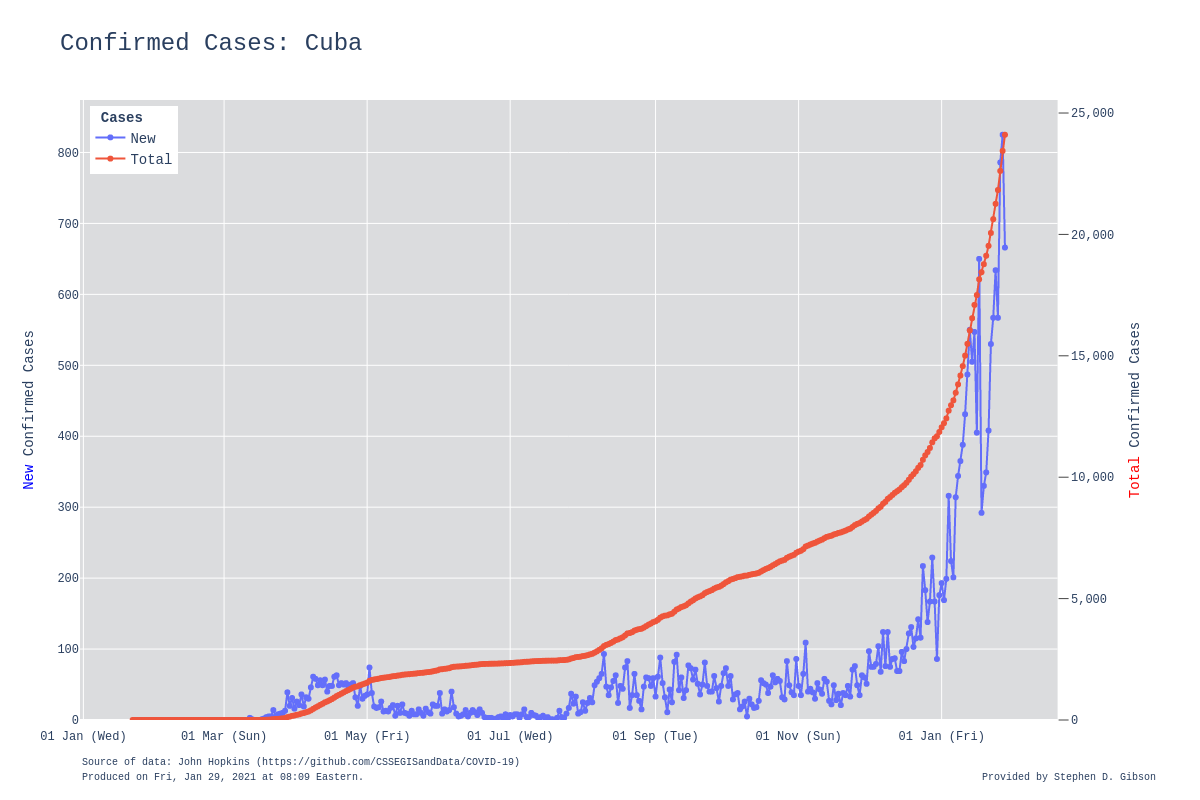 Confirmed Cases: Cuba
Cases
New
Total
800
700
600
500
400
300
200
100
0
25,000
20,000
15,000
10,000
5,000
0
New Confirmed Cases
Total Confirmed Cases
01 Jan (Wed) 01 Mar (Sun) 01 May (Fri) 01 Jul (Wed) 01 Sep (Tue) 01 Nov (Sun) 01 Jan (Fri)
Source of data: John Hopkins (https://github.com/CSSEGISandData/COVID-19)
Produced on Fri, Jan 29, 2021 at 08:09 Eastern.
Provided by Stephen D. Gibson